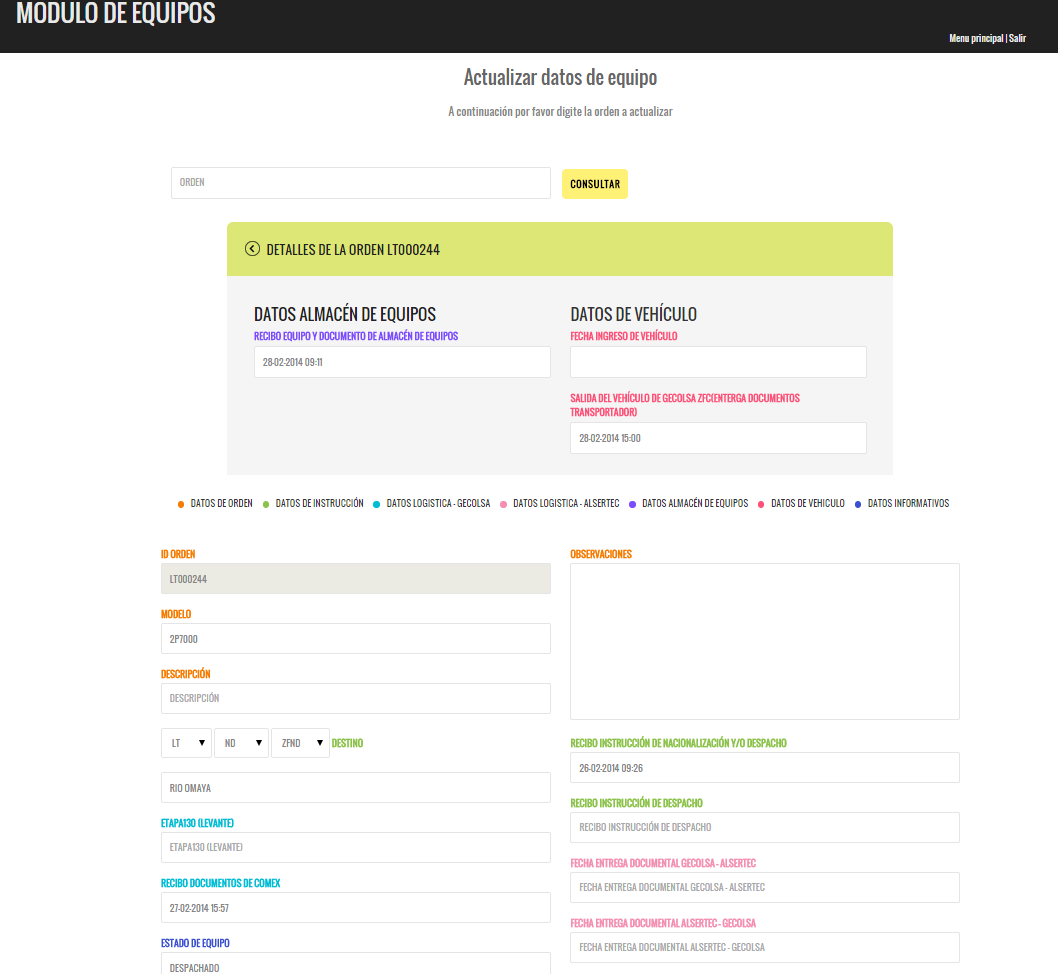 MODULO DE EQUIPOS
Menu principal | Salir
Actualizar datos de equipo
A continuación por favor digite la orden a actualizar
ORDEN
CONSULTAR
DETALLES DE LA ORDEN LT000244
DATOS ALMACÉN DE EQUIPOS
RECIBO EQUIPO Y DOCUMENTO DE ALMACÉN DE EQUIPOS
28-02-2014 09:11
DATOS DE VEHÍCULO
FECHA INGRESO DE VEHÍCULO
SALIDA DEL VEHÍCULO DE GECOLSA ZFC(ENTERGA DOCUMENTOS
TRANSPORTADOR)
28-02-2014 15:00
DATOS DE ORDEN DATOS DE INSTRUCCIÓN DATOS LOGISTICA - GECOLSA DATOS LOGISTICA - ALSERTEC DATOS ALMACÉN DE EQUIPOS DATOS DE VEHICULO DATOS INFORMATIVOS
ID ORDEN
LT000244
MODELO
2P7000
DESCRIPCIÓN
DESCRIPCIÓN
LT ND ZFND DESTINO
RIO OMAYA
ETAPA130 (LEVANTE)
ETAPA130 (LEVANTE)
RECIBO DOCUMENTOS DE COMEX
27-02-2014 15:57
ESTADO DE EQUIPO
DESPACHADO
OBSERVACIONES
RECIBO INSTRUCCIÓN DE NACIONALIZACIÓN Y/O DESPACHO
26-02-2014 09:26
RECIBO INSTRUCCIÓN DE DESPACHO
RECIBO INSTRUCCIÓN DE DESPACHO
FECHA ENTREGA DOCUMENTAL GECOLSA - ALSERTEC
FECHA ENTREGA DOCUMENTAL GECOLSA - ALSERTEC
FECHA ENTREGA DOCUMENTAL ALSERTEC - GECOLSA
FECHA ENTREGA DOCUMENTAL ALSERTEC - GECOLSA